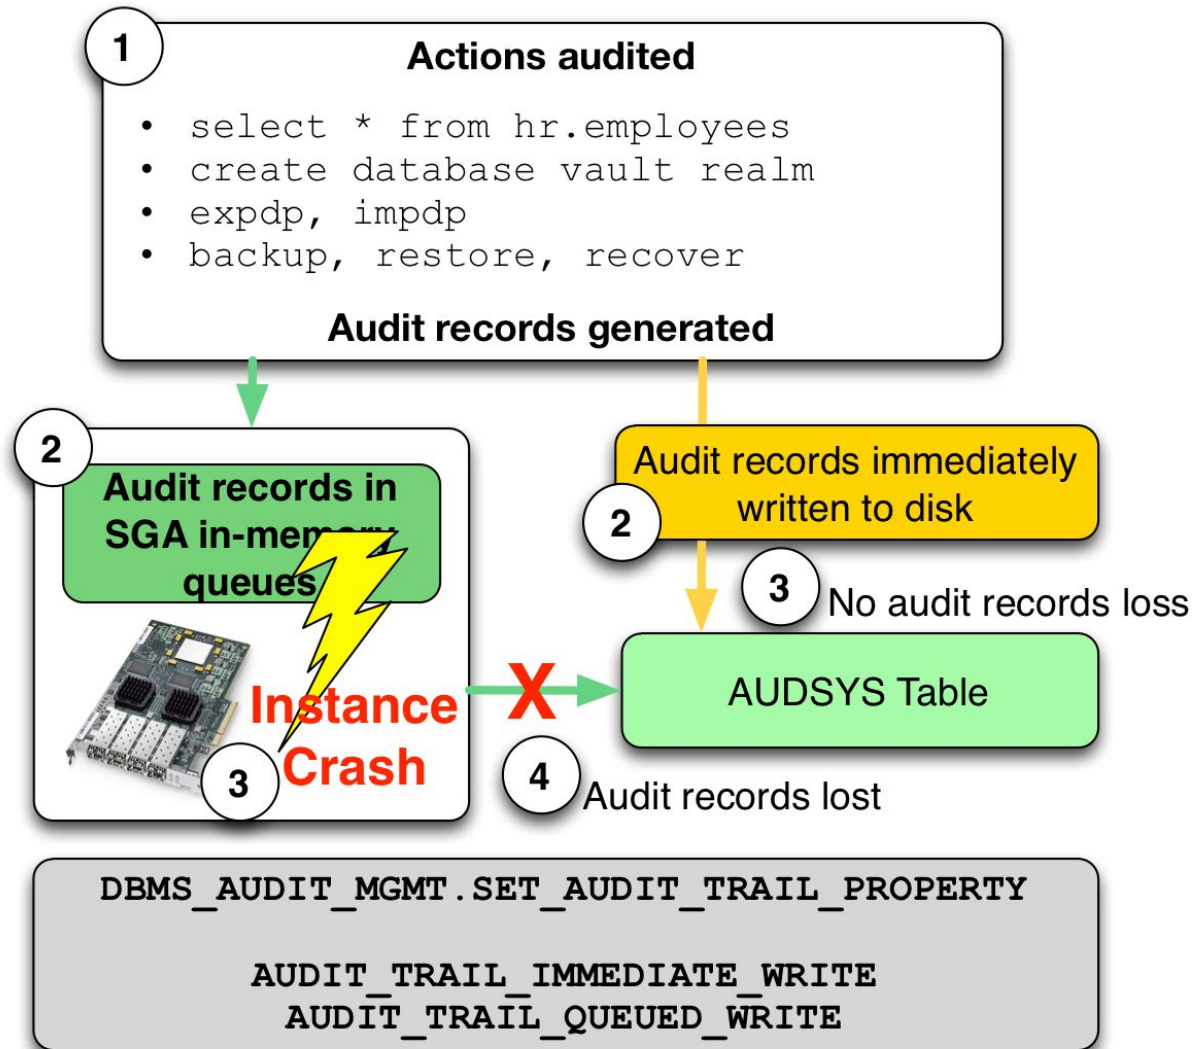 1
Actions audited
• select * from hr.employees
• create database vault realm
• expdp, impdp
• backup, restore, recover
Audit records generated
2
Audit records in
SGA in-memory
queues
Instance
Crash
3
X
4
Audit records lost
Audit records immediately
written to disk
2
3
No audit records loss
AUDSYS Table
DBMS_AUDIT_MGMT.SET_AUDIT_TRAIL_PROPERTY
AUDIT_TRAIL_IMMEDIATE_WRITE
AUDIT_TRAIL_QUEUED_WRITE